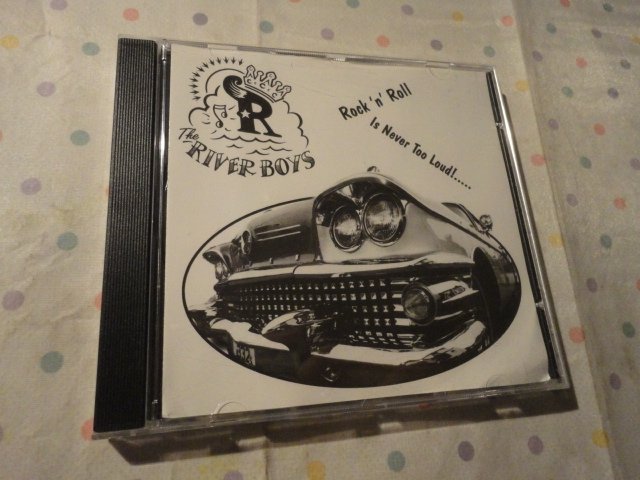 R
The
RIVER BOYS
Rock 'n' Roll
Is Never Too Loud!.....